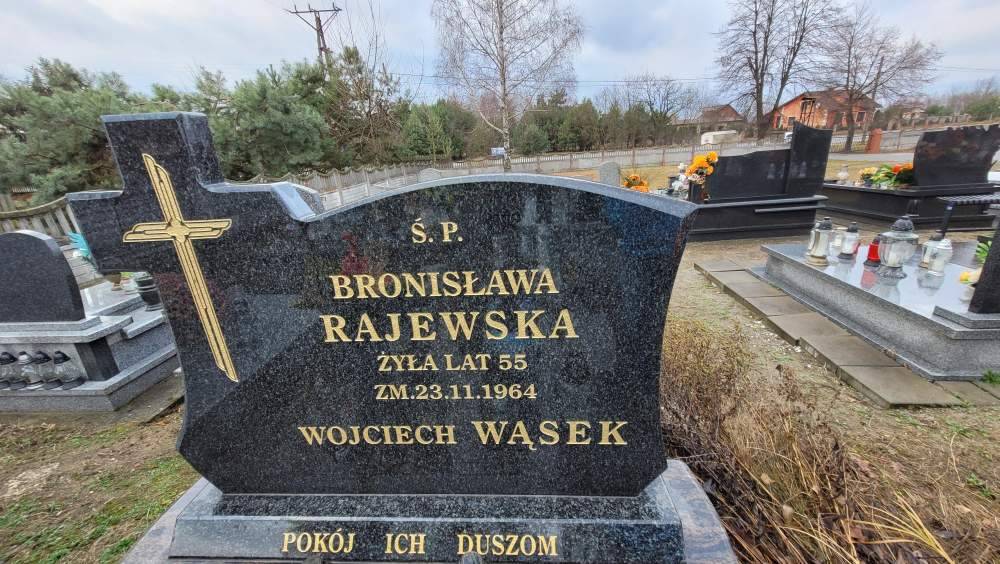 Ś. P.
BRONISŁAWA
RAJEWSKA
ŻYŁA LAT 55
ZM. 23.11.1964
WOJCIECH WĄSEK
POKÓJ ICH DUSZOM